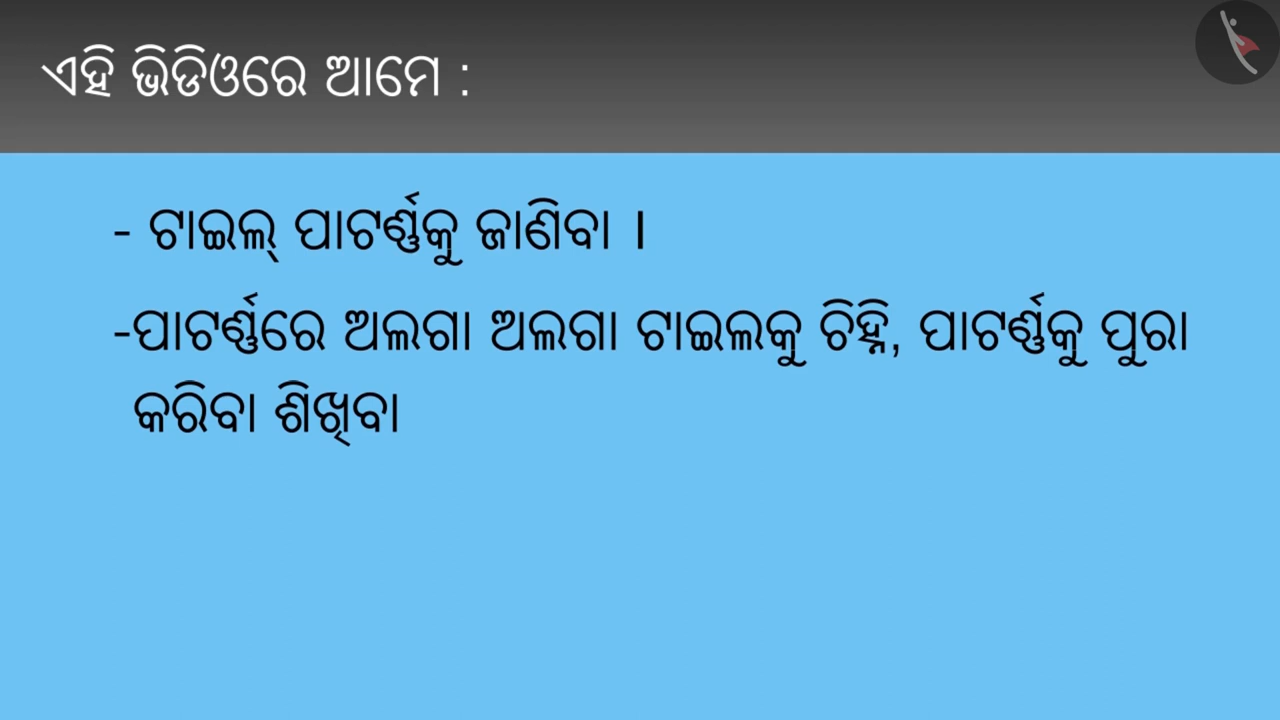 ଏହି ଭିଡିଓରେ ଆମେ :
- ଟାଇଲ୍ ପାଟର୍ଣ୍ଣକୁ ଜାଣିବା ।
-ପାଟର୍ଣ୍ଣରେ ଅଲଗା ଅଲଗା ଟାଇଲକୁ ଚିହ୍ନି, ପାଟର୍ଣ୍ଣକୁ ପୁରା
କରିବା ଶିଖିବା